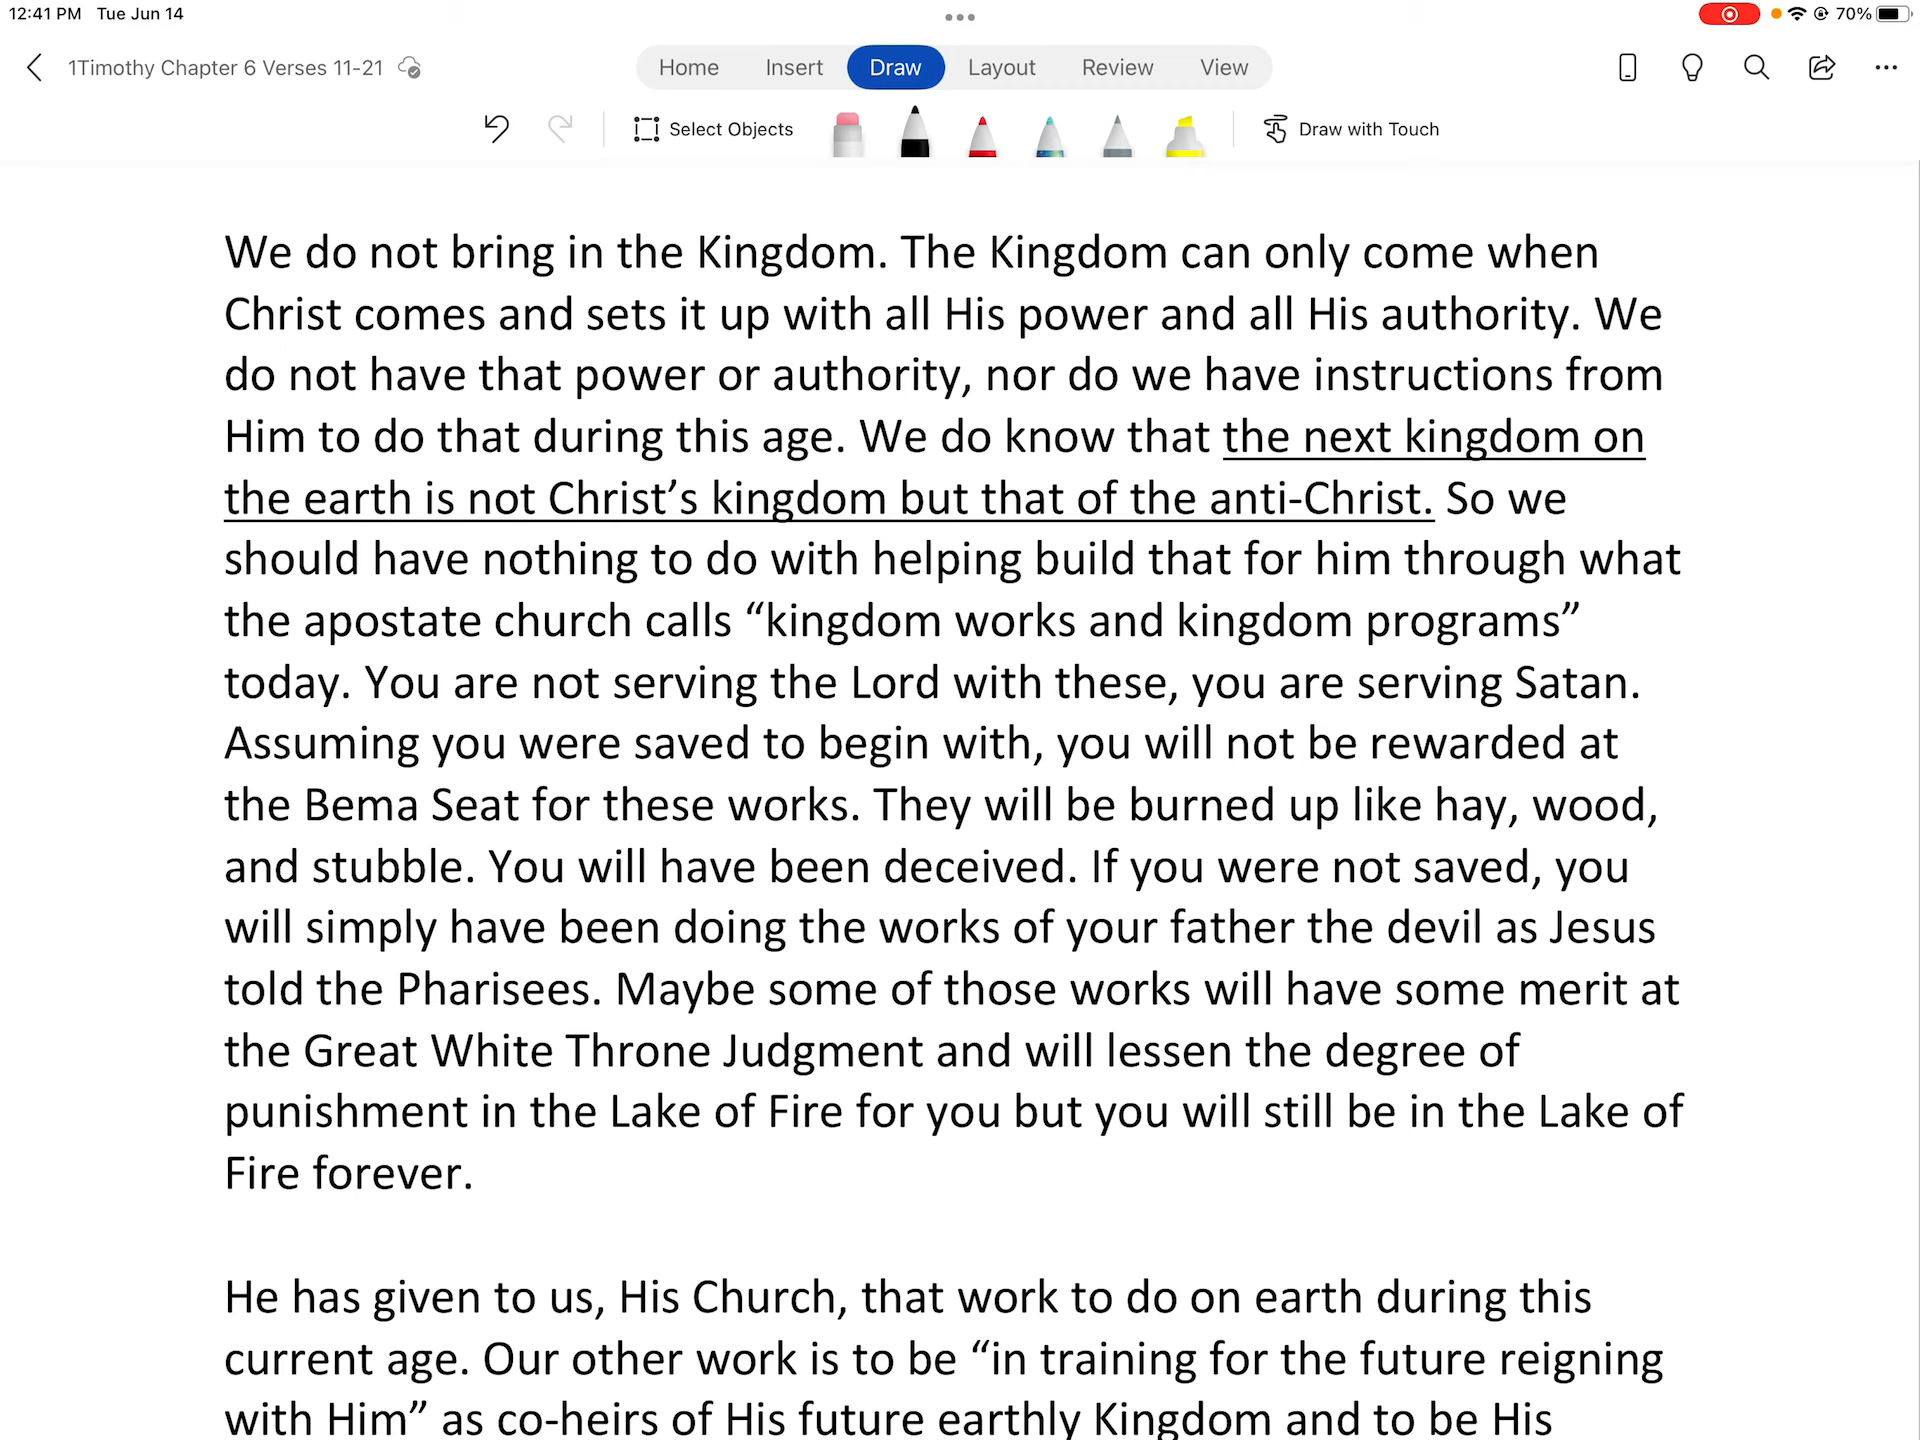 12:41 PM Tue Jun 14
70%
1Timothy Chapter 6 Verses 11-21
Home Insert Draw Layout Review View
Select Objects
Draw with Touch
We do not bring in the Kingdom. The Kingdom can only come when
Christ comes and sets it up with all His power and all His authority. We
do not have that power or authority, nor do we have instructions from
Him to do that during this age. We do know that the next kingdom on
the earth is not Christ’s kingdom but that of the anti-Christ. So we
should have nothing to do with helping build that for him through what
the apostate church calls “kingdom works and kingdom programs”
today. You are not serving the Lord with these, you are serving Satan.
Assuming you were saved to begin with, you will not be rewarded at
the Bema Seat for these works. They will be burned up like hay, wood,
and stubble. You will have been deceived. If you were not saved, you
will simply have been doing the works of your father the devil as Jesus
told the Pharisees. Maybe some of those works will have some merit at
the Great White Throne Judgment and will lessen the degree of
punishment in the Lake of Fire for you but you will still be in the Lake of
Fire forever.
He has given to us, His Church, that work to do on earth during this
current age. Our other work is to be “in training for the future reigning
with Him” as co-heirs of His future earthly Kingdom and to be His